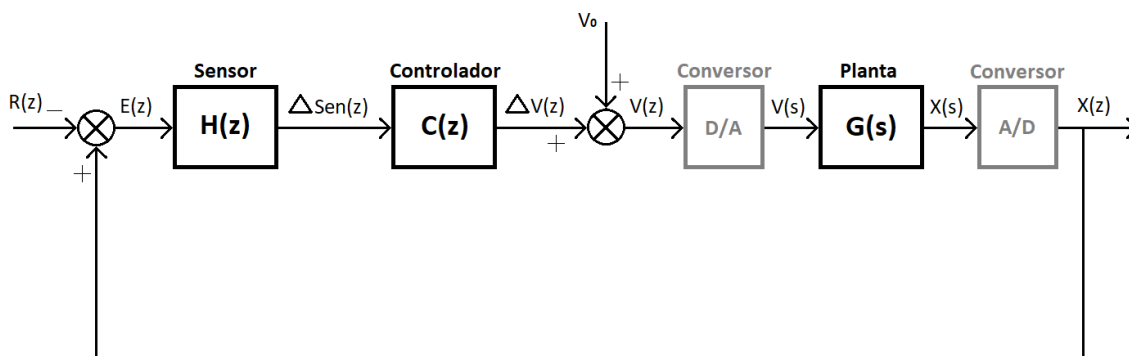 V₀
Sensor
Controlador
Conversor
Planta
Conversor
R(z)
−
E(z)
H(z)
△Sen(z)
C(z)
△V(z)
+
+
V(z)
D/A
V(s)
G(s)
X(s)
A/D
X(z)
+